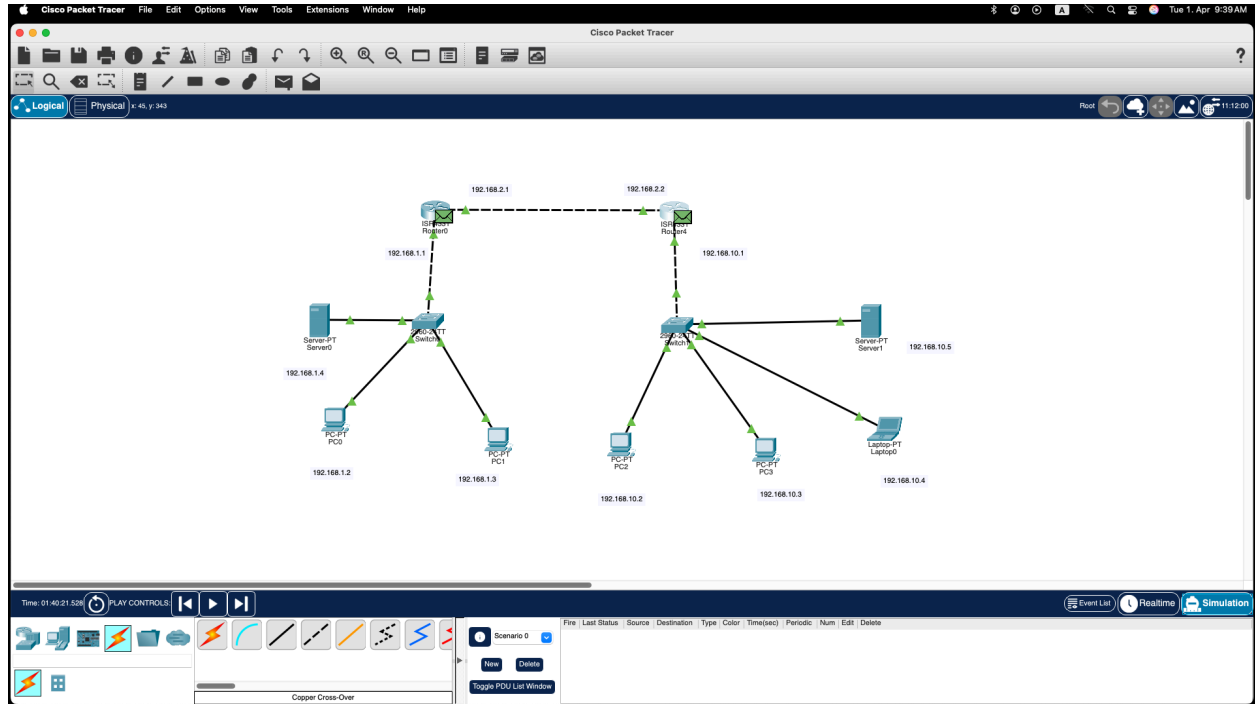 Cisco Packet Tracer File Edit Options View Tools Extensions Window Help A Tue 1. Apr 9:39 AM
Cisco Packet Tracer
?
Logical Physical x: 45, y: 343 Root 11:12:00
192.168.2.1 192.168.2.2
Router0 Router4
192.168.1.1 192.168.10.1
Server-PT
Server0
Server-PT
Server1
192.168.10.5
192.168.1.4
PC-PT
PC0
PC-PT
PC1
PC-PT
PC2
PC-PT
PC3
Laptop-PT
Laptop0
192.168.1.2
192.168.1.3
192.168.10.2
192.168.10.3
192.168.10.4
Time: 01:40:21.528 PLAY CONTROLS: Event List Realtime Simulation
Scenario 0
Fire Last Status Source Destination Type Color Time(sec) Periodic Num Edit Delete
New Delete
Toggle PDU List Window
Copper Cross-Over